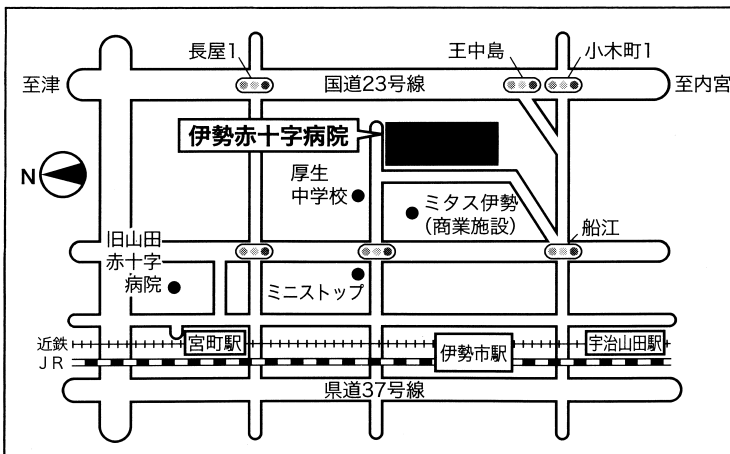 長屋1
王中島
小木町1
至津
国道23号線
至内宮
伊勢赤十字病院
N
厚生
中学校
ミタス伊勢
(商業施設)
船江
旧山田
赤十字
病院
ミニストップ
近鉄
宮町駅
伊勢市駅
宇治山田駅
JR
県道37号線